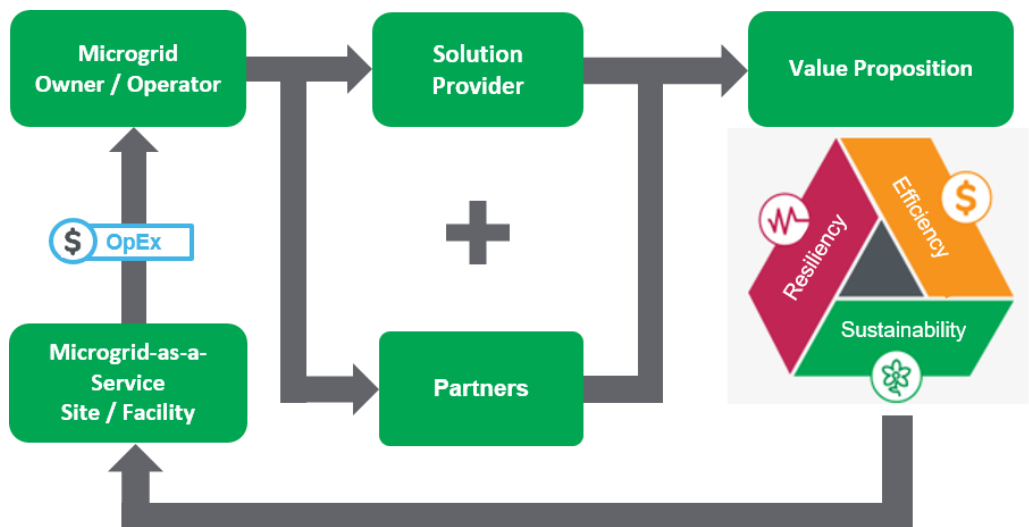 Microgrid
Owner / Operator
Solution
Provider
Value Proposition
Resiliency
$
Efficiency
Sustainability
$
OpEx
+
Microgrid-as-a-
Service
Site / Facility
Partners